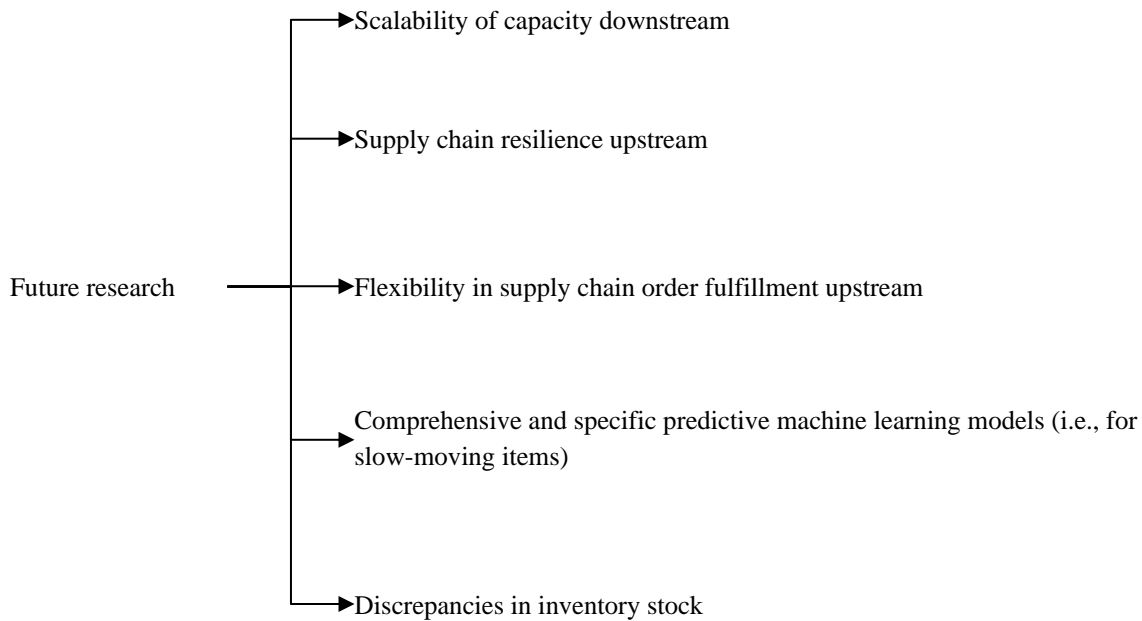 Scalability of capacity downstream
Supply chain resilience upstream
Future research
Flexibility in supply chain order fulfillment upstream
Comprehensive and specific predictive machine learning models (i.e., for
slow-moving items)
Discrepancies in inventory stock